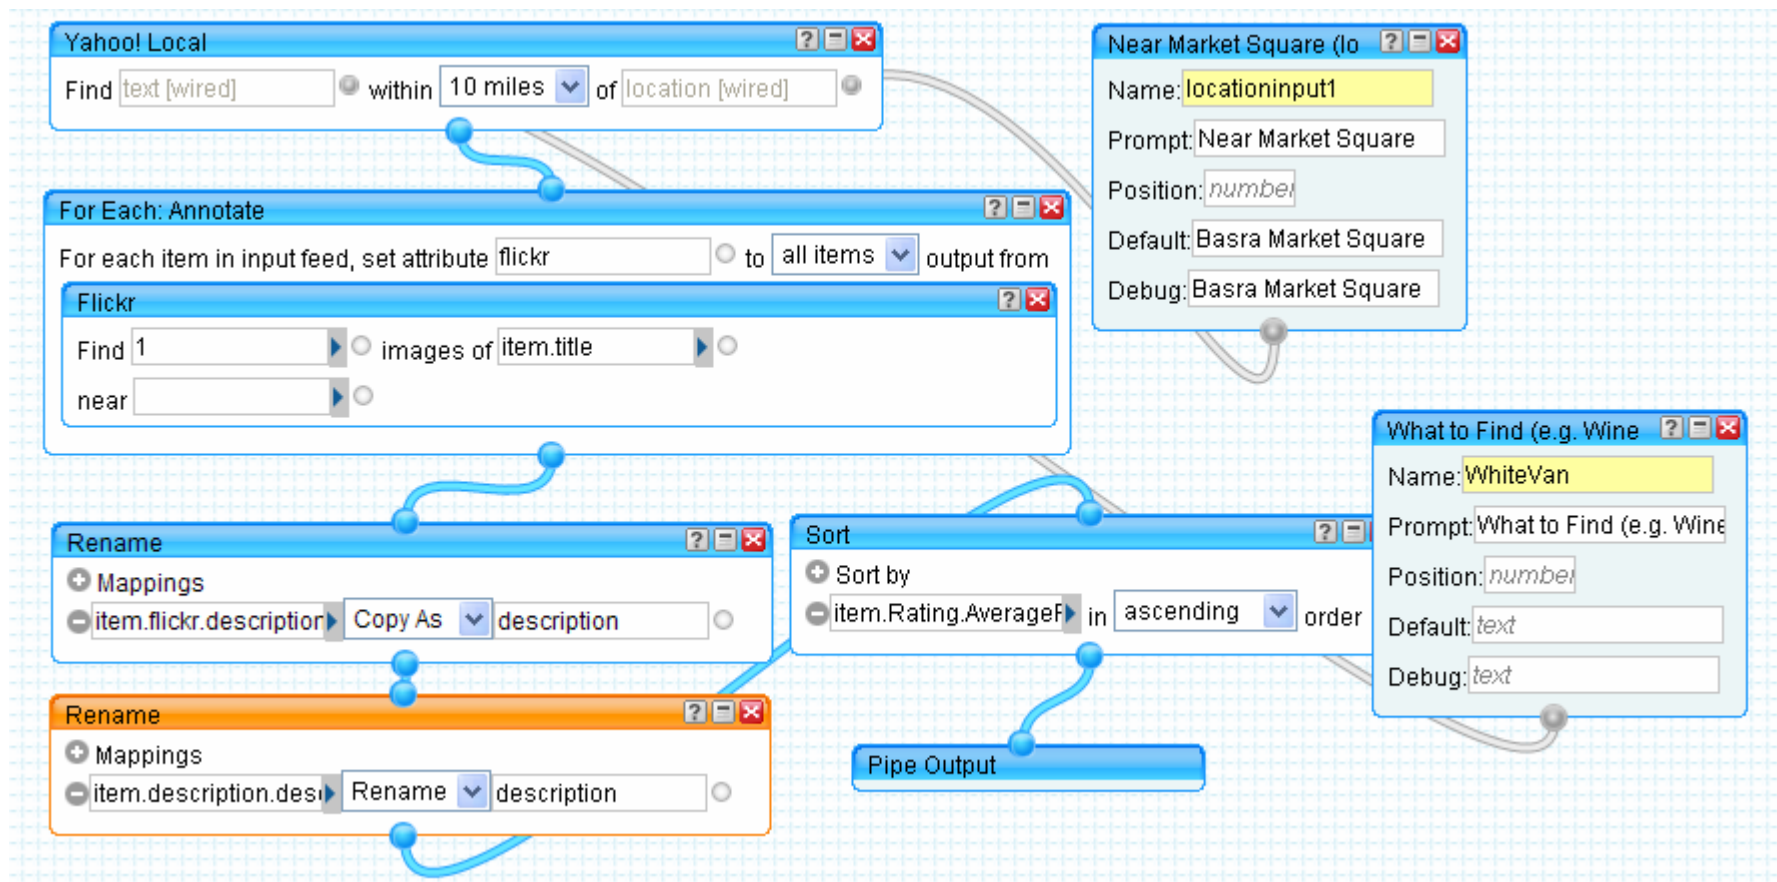 Yahoo! Local
Find text [wired] within 10 miles of location [wired]
For Each: Annotate
For each item in input feed, set attribute flickr to all items output from
Flickr
Find 1 images of item.title
near
Rename
Mappings
item.flickr.description Copy As description
Rename
Mappings
item.description.des Rename description
Sort
Sort by
item.Rating.Average in ascending order
Pipe Output
Near Market Square (lo
Name: locationinput1
Prompt: Near Market Square
Position: number
Default: Basra Market Square
Debug: Basra Market Square
What to Find (e.g. Wine
Name: WhiteVan
Prompt: What to Find (e.g. Wine
Position: number
Default: text
Debug: text